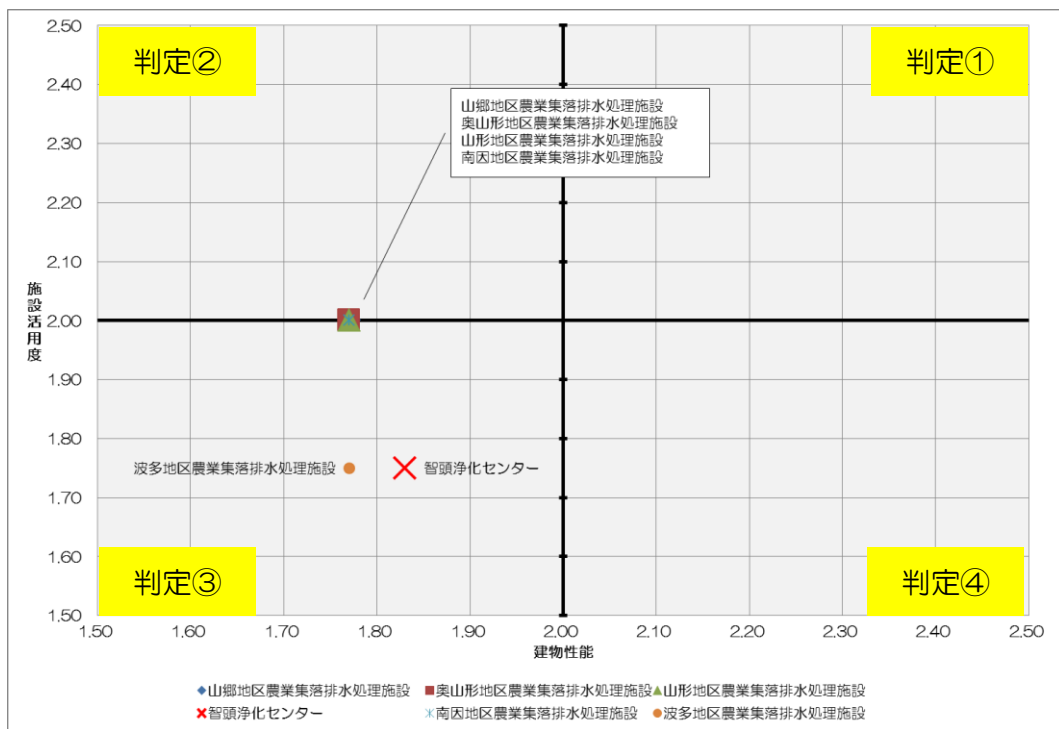 判定②
判定①
山郷地区農業集落排水処理施設
奥山形地区農業集落排水処理施設
山形地区農業集落排水処理施設
南因地区農業集落排水処理施設
2.50
2.40
2.30
2.20
2.10
2.00
1.90
1.80
1.70
1.60
1.50
施設活用度
波多地区農業集落排水処理施設
智頭浄化センター
判定③
判定④
1.50 1.60 1.70 1.80 1.90 2.00 2.10 2.20 2.30 2.40 2.50
建物性能
山郷地区農業集落排水処理施設 奥山形地区農業集落排水処理施設 山形地区農業集落排水処理施設
智頭浄化センター 南因地区農業集落排水処理施設 波多地区農業集落排水処理施設